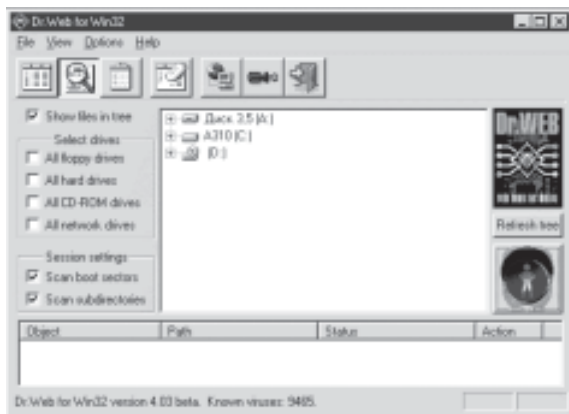 Dr.Web for Win32
File View Options Help
Show files in tree
Select drives
All floppy drives
All hard drives
All CD-ROM drives
All network drives
Session settings
Scan boot sectors
Scan subdirectories
Диск 3,5 (A:)
A310 (C:)
(D:)
Dr.WEB
Refresh tree
Object Path Status Action
Dr.Web for Win32 version 4.03 beta. Known viruses: 9465.